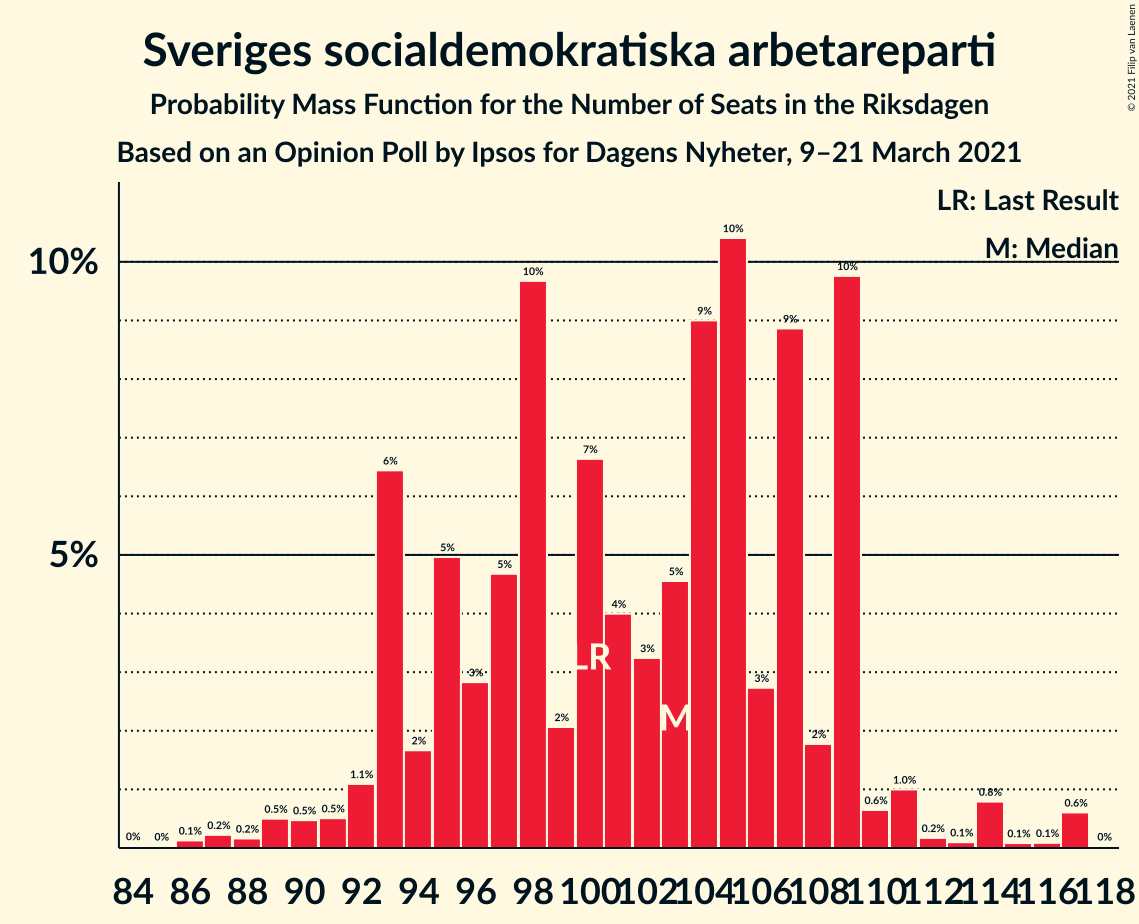 Sveriges socialdemokratiska arbetareparti
Probability Mass Function for the Number of Seats in the Riksdagen
Based on an Opinion Poll by Ipsos for Dagens Nyheter, 9–21 March 2021
© 2021 Filip van Laenen
LR: Last Result
M: Median
10%
5%
0% 0% 0.1% 0.2% 0.2% 0.5% 0.5% 0.5% 1.1% 6% 2% 5% 3% 5% 10% 2% 7% 4% 3% 5% 9% 10% 3% 9% 2% 10% 0.6% 1.0% 0.2% 0.1% 0.8% 0.1% 0.1% 0.6% 0%
LR
M
84 86 88 90 92 94 96 98 100 102 104 106 108 110 112 114 116 118